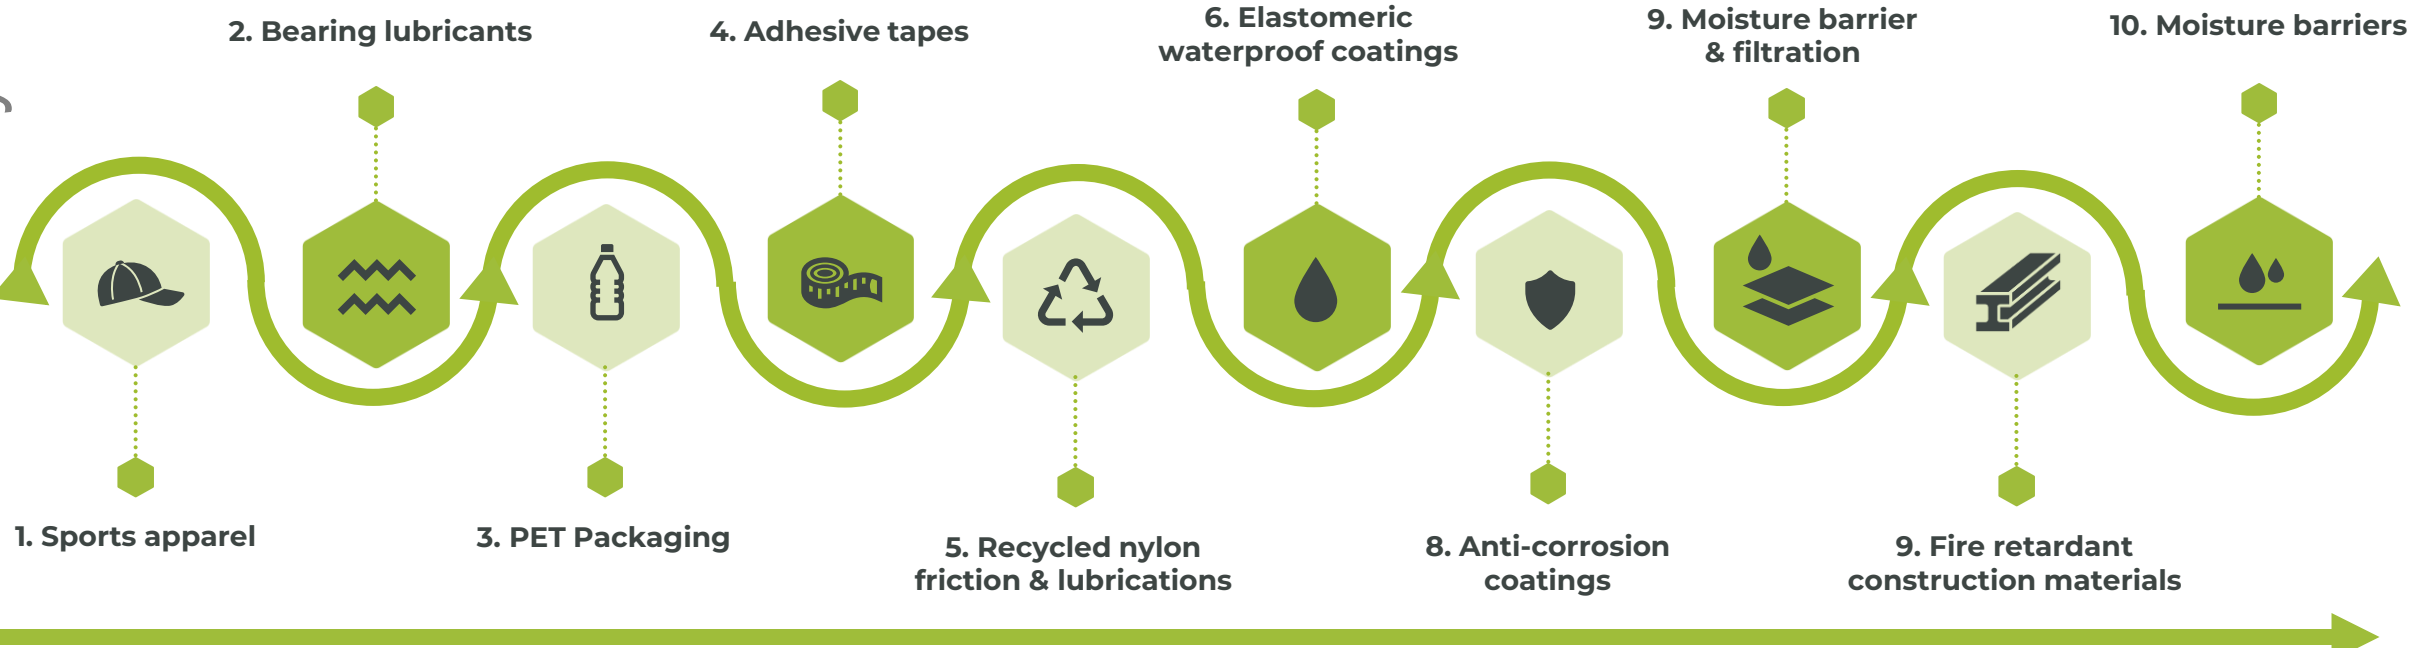 2. Bearing lubricants
4. Adhesive tapes
6. Elastomeric
waterproof coatings
9. Moisture barrier
& filtration
10. Moisture barriers
1. Sports apparel
3. PET Packaging
5. Recycled nylon
friction & lubrications
8. Anti-corrosion
coatings
9. Fire retardant
construction materials